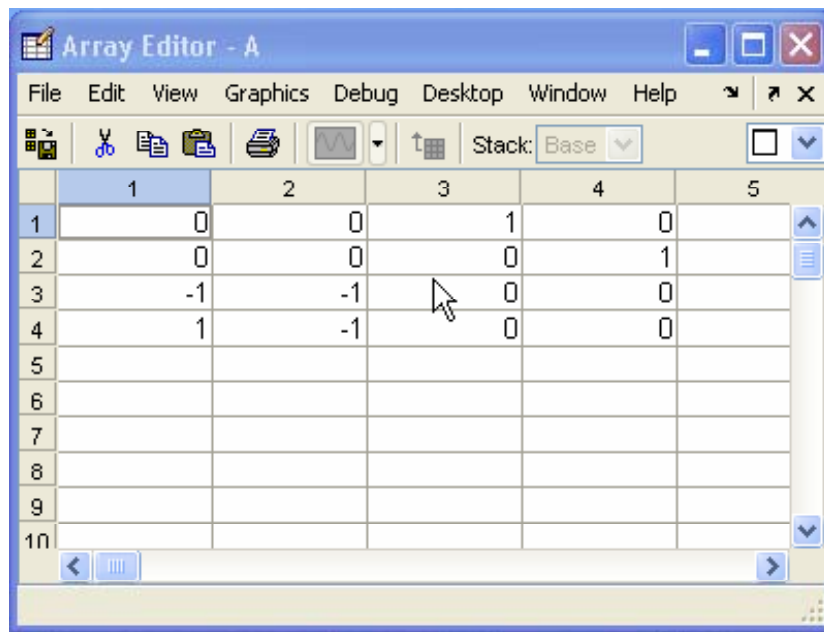 Array Editor - A
File Edit View Graphics Debug Desktop Window Help
Stack: Base
1 2 3 4 5
1 0 0 1 0
2 0 0 0 1
3 -1 -1 0 0
4 1 -1 0 0
5
6
7
8
9
10